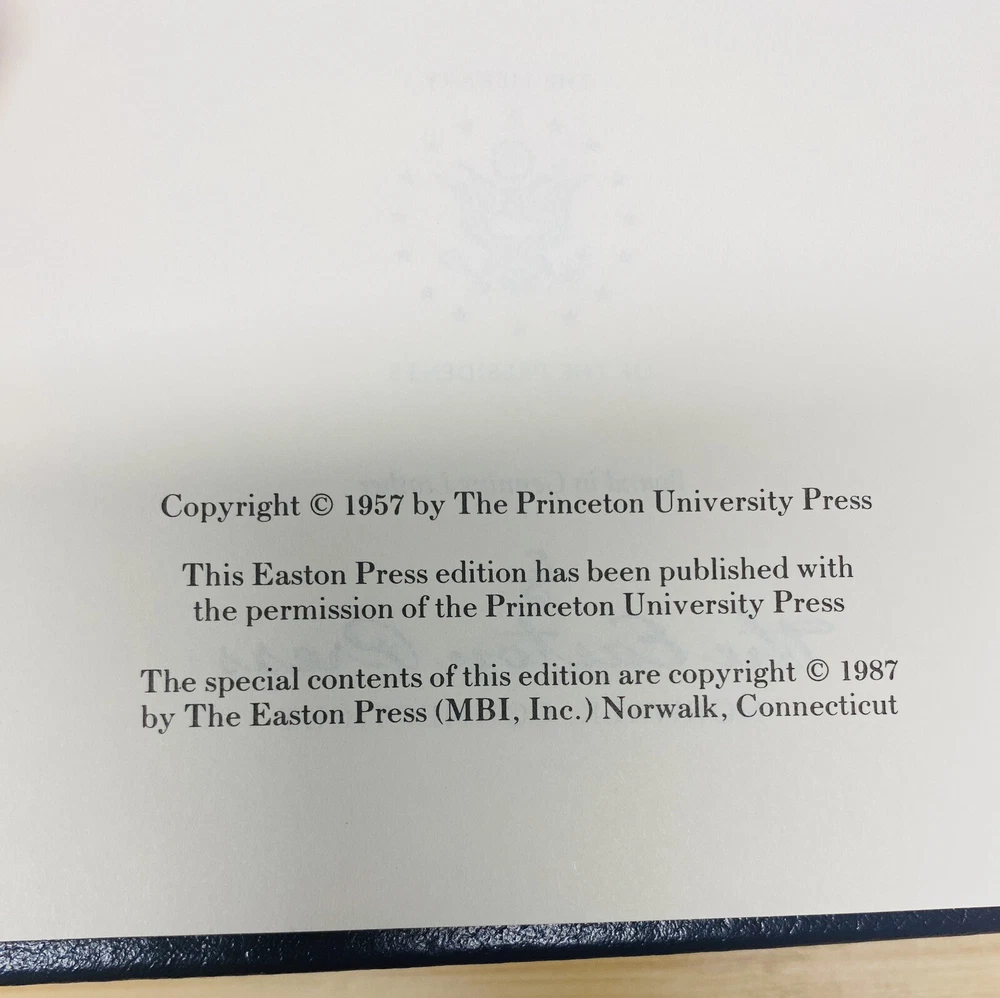 Copyright © 1957 by The Princeton University Press
This Easton Press edition has been published with
the permission of the Princeton University Press
The special contents of this edition are copyright © 1987
by The Easton Press (MBI, Inc.) Norwalk, Connecticut